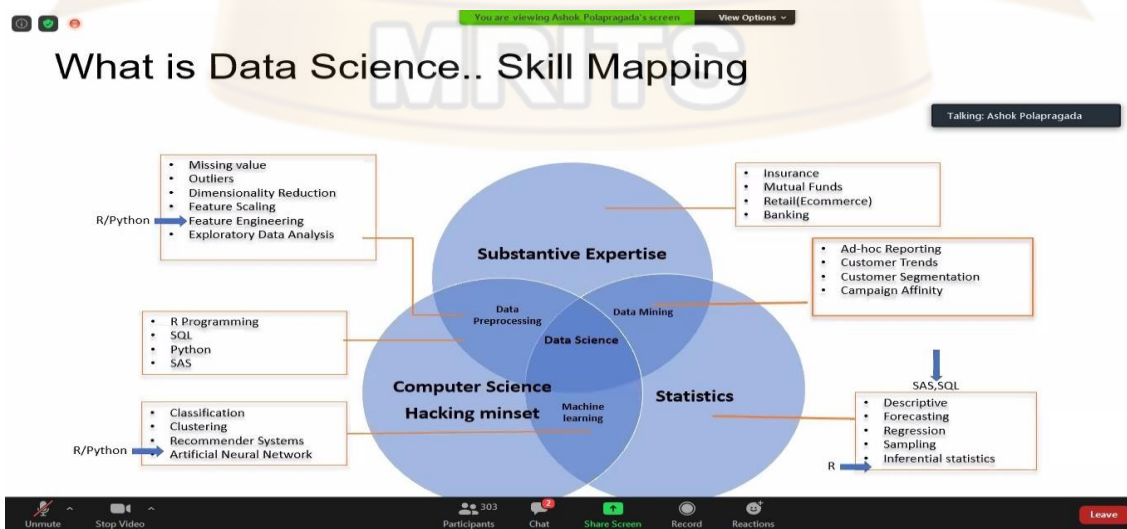 You are viewing Ashok Polapragada's screen View Options
What is Data Science.. Skill Mapping
MRITS
Talking: Ashok Polapragada
• Missing value
• Outliers
• Dimensionality Reduction
• Feature Scaling
R/Python • Feature Engineering
• Exploratory Data Analysis
• Insurance
• Mutual Funds
• Retail(Ecommerce)
• Banking
Substantive Expertise
• Ad-hoc Reporting
• Customer Trends
• Customer Segmentation
• Campaign Affinity
Data
Preprocessing
Data Mining
Data Science
• R Programming
• SQL
• Python
• SAS
Computer Science
Hacking minset
Machine
learning
Statistics
SAS,SQL
• Descriptive
• Forecasting
• Regression
• Sampling
R • Inferential statistics
• Classification
• Clustering
• Recommender Systems
R/Python • Artificial Neural Network
Unmute
Stop Video
303
Participants
2
Chat
Share Screen
Record
Reactions
Leave